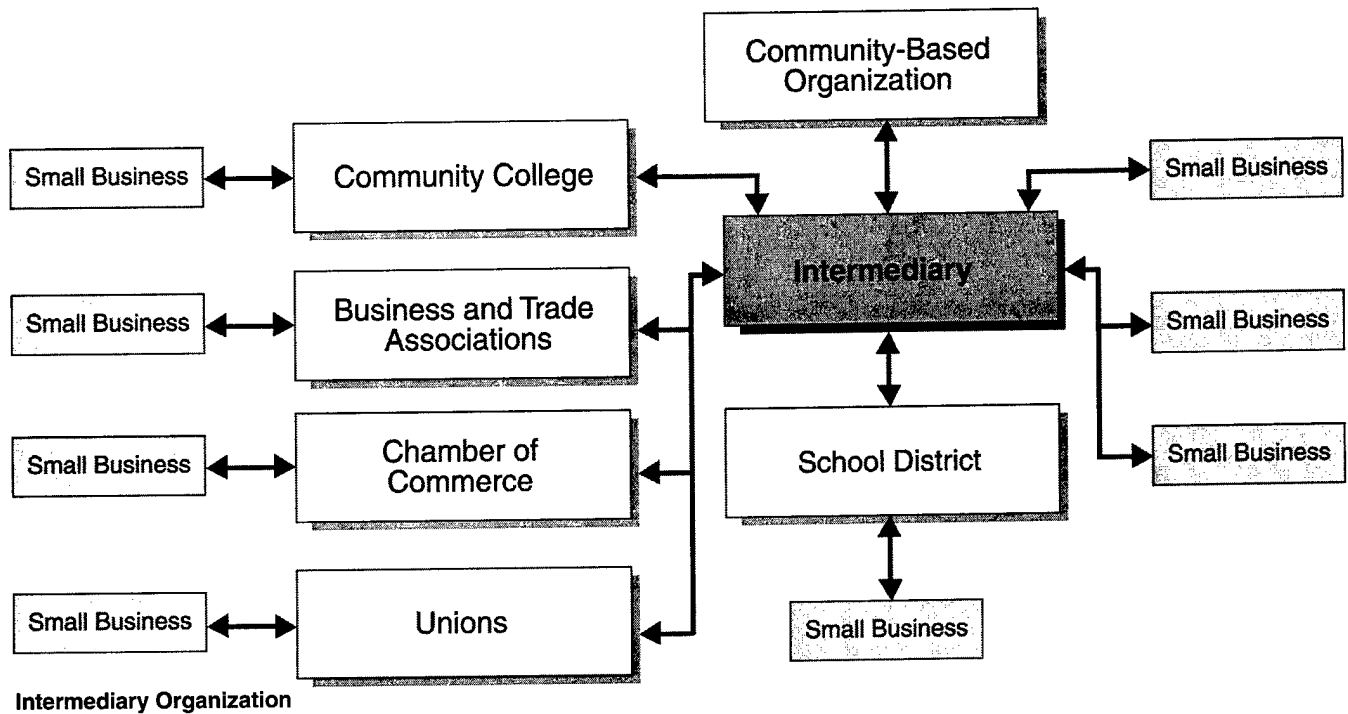 Community-Based
Organization
Small Business
Community College
Small Business
Intermediary
Small Business
Business and Trade
Associations
Small Business
Small Business
Chamber of
Commerce
School District
Small Business
Small Business
Unions
Small Business
Intermediary Organization